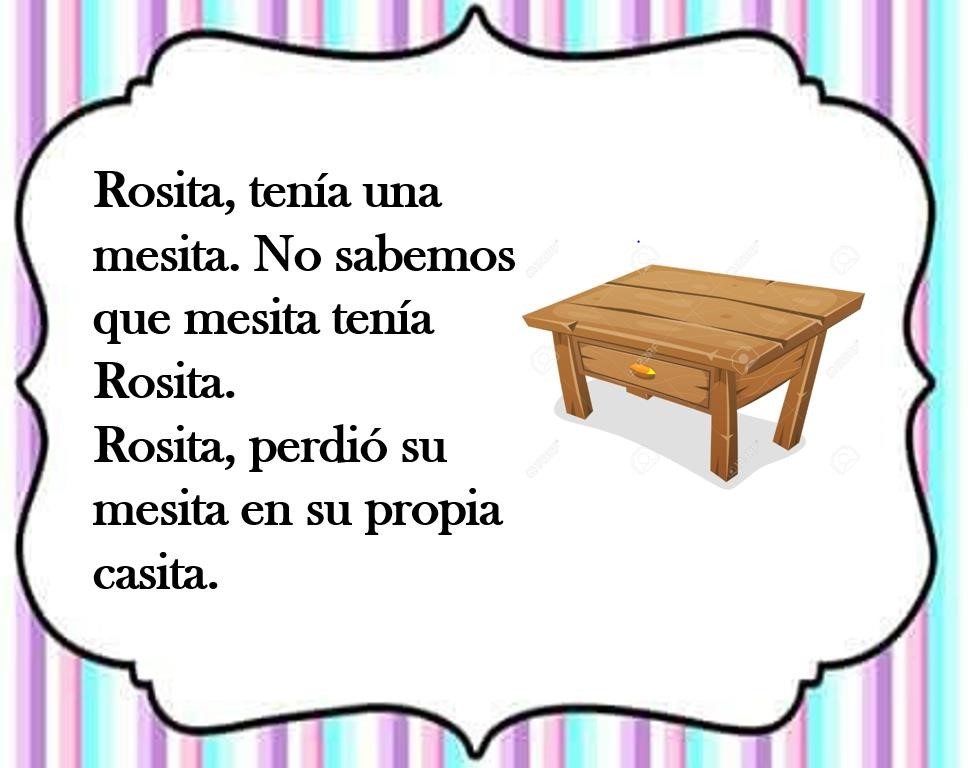 Rosita, tenía una
mesita. No sabemos
que mesita tenía
Rosita.
Rosita, perdió su
mesita en su propia
casita.